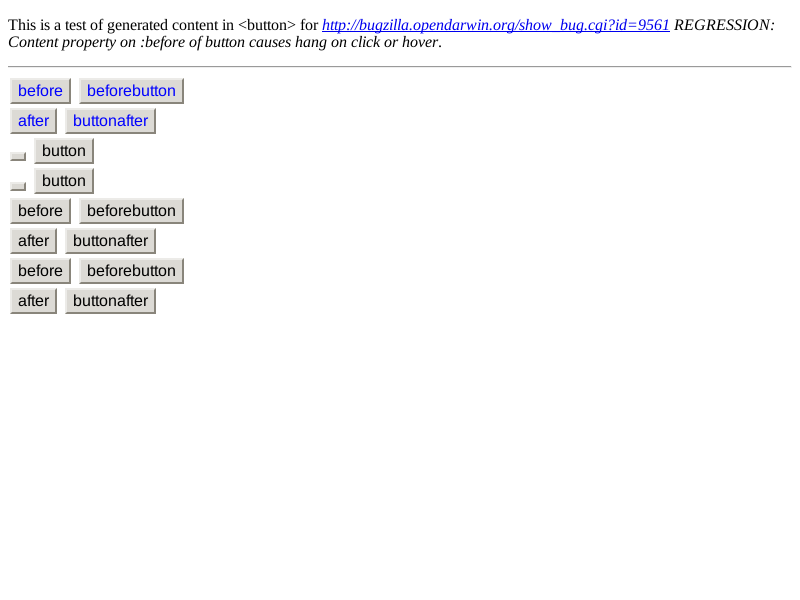 This is a test of generated content in <button> for http://bugzilla.opendarwin.org/show_bug.cgi?id=9561 REGRESSION:
Content property on :before of button causes hang on click or hover.
before beforebutton
after buttonafter
button
button
before beforebutton
after buttonafter
before beforebutton
after buttonafter